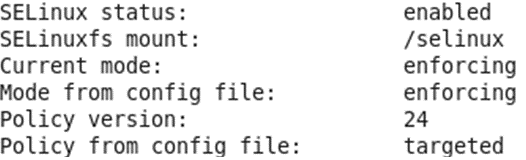 SELinux status: enabled
SELinuxfs mount: /selinux
Current mode: enforcing
Mode from config file: enforcing
Policy version: 24
Policy from config file: targeted